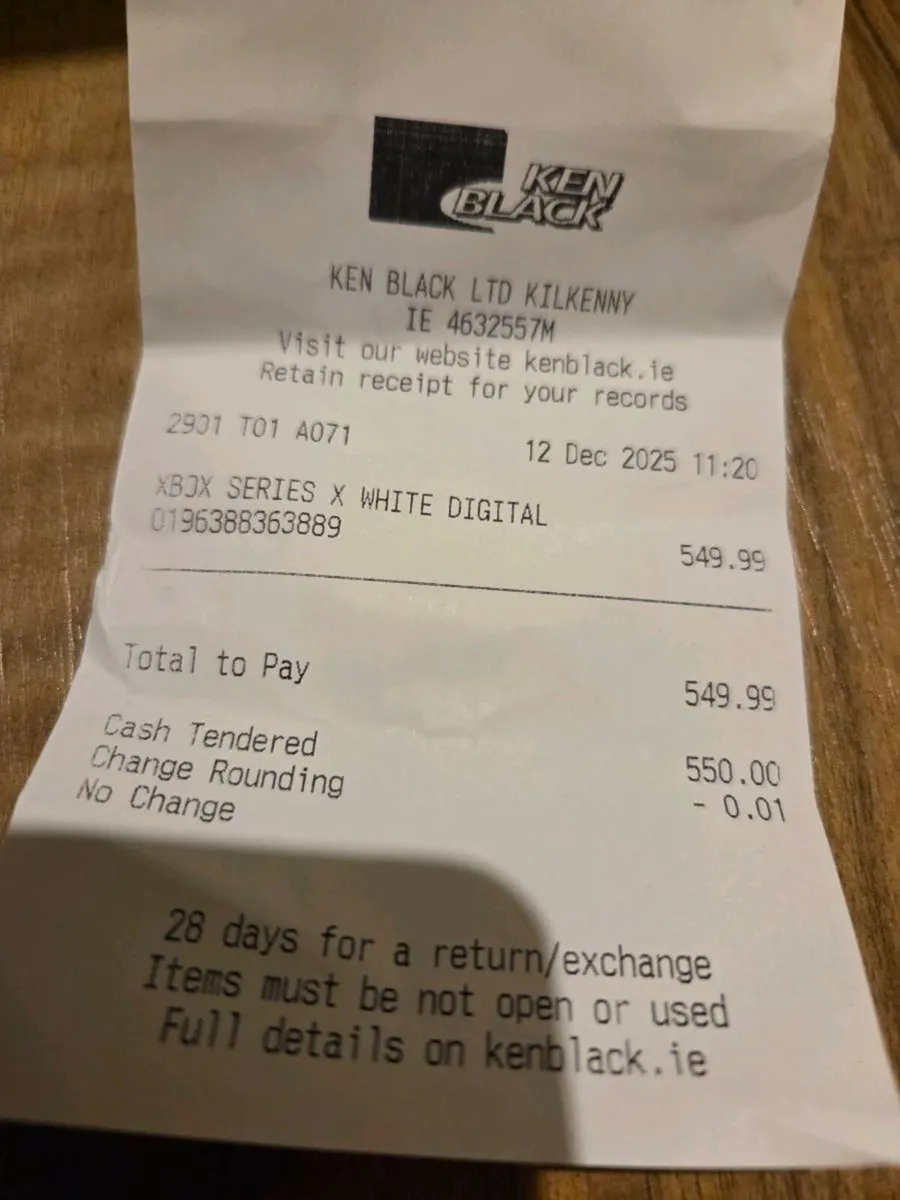 KEN
BLACK
KEN BLACK LTD KILKENNY
IE 4632557M
Visit our website kenblack.ie
Retain receipt for your records
2901 T01 A071
12 Dec 2025 11:20
XBOX SERIES X WHITE DIGITAL
0196388363889
549.99
Total to Pay
549.99
Cash Tendered
550.00
Change Rounding
- 0.01
No Change
28 days for a return/exchange
Items must be not open or used
Full details on kenblack.ie